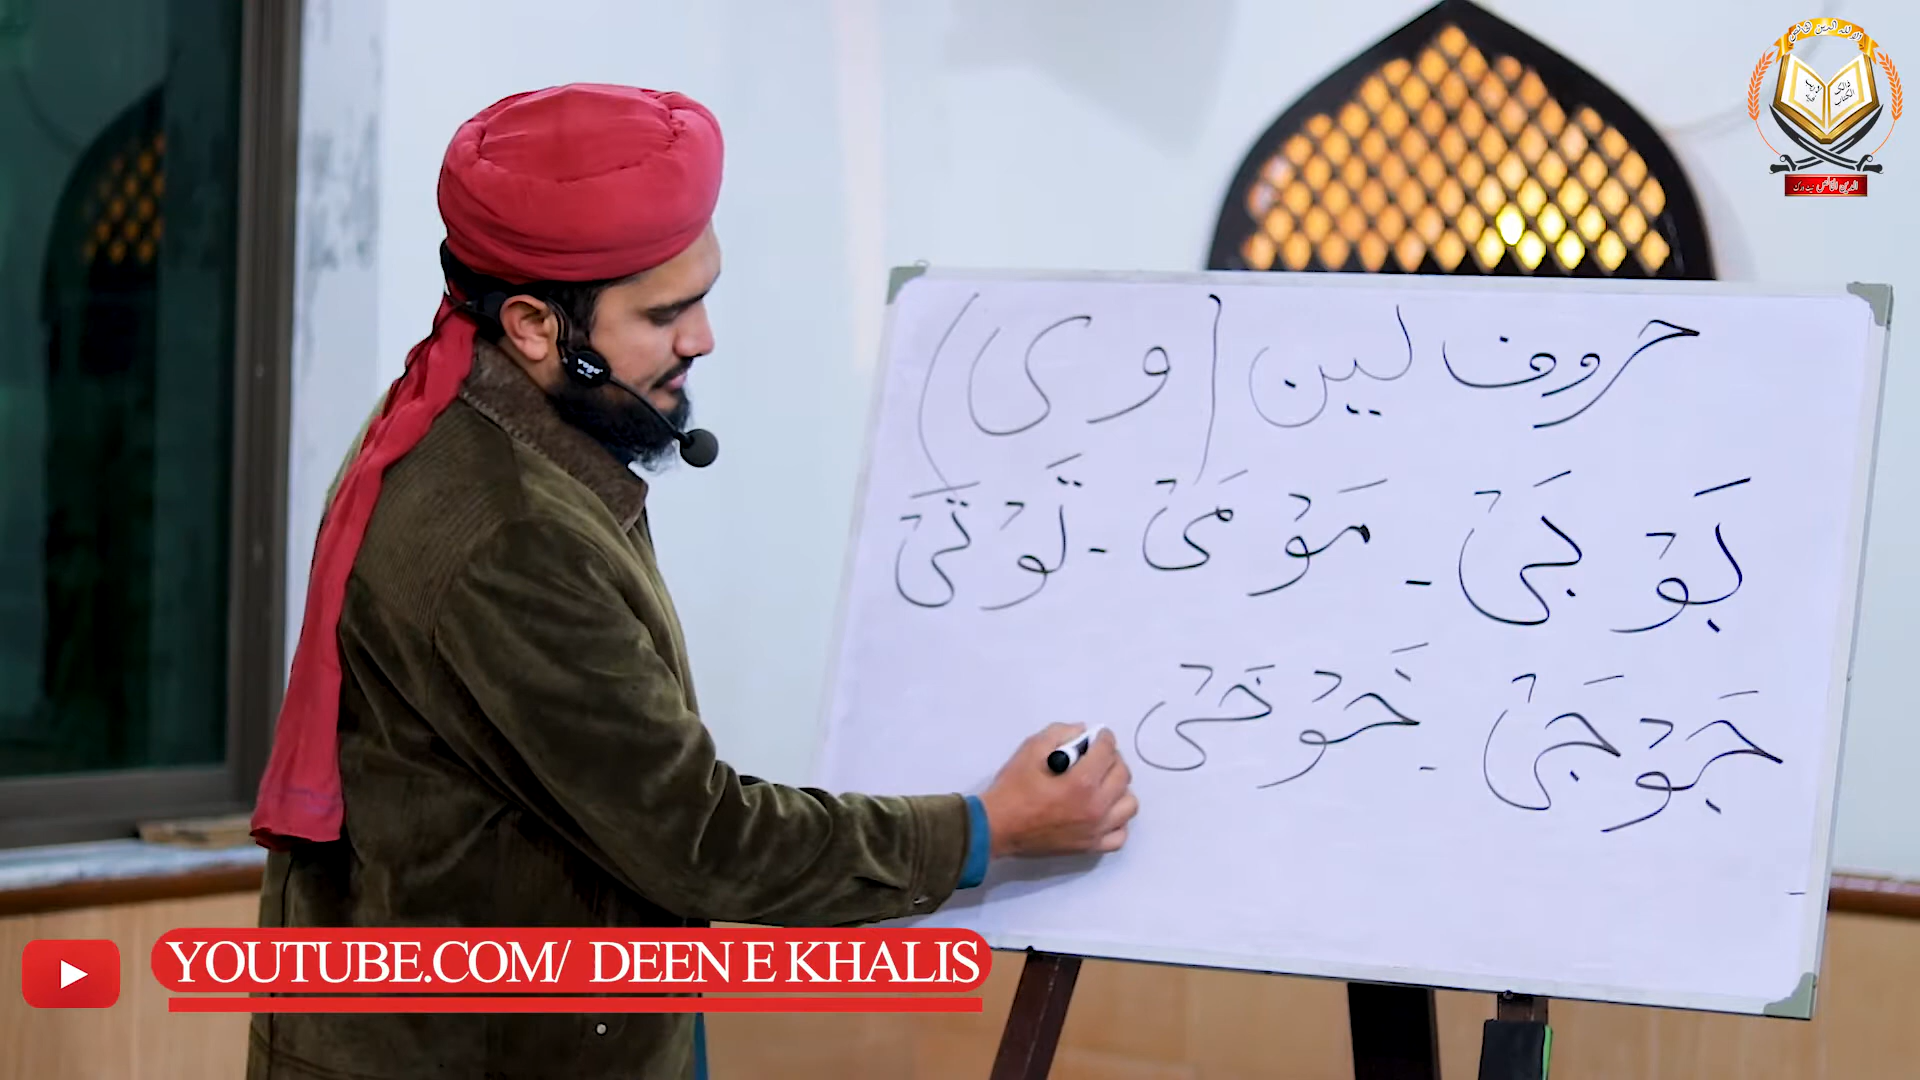 حروف لین (و ی)
بَوْ بَیْ - مَوْ مَیْ - تَوْ تَیْ
جَوْ جَیْ - خَوْ خَیْ
YOUTUBE.COM/ DEEN E KHALIS